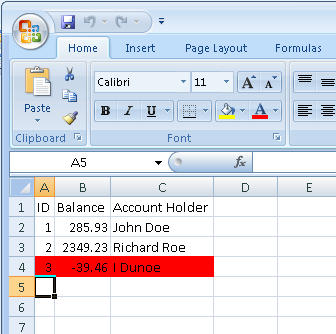 Home Insert Page Layout Formulas
Paste
Calibri 11 A A
B I U A
Clipboard Font
A5 fx
A B C D E
1 ID Balance Account Holder
2 1 285.93 John Doe
3 2 2349.23 Richard Roe
4 3 -39.46 I Dunoe
5
6
7